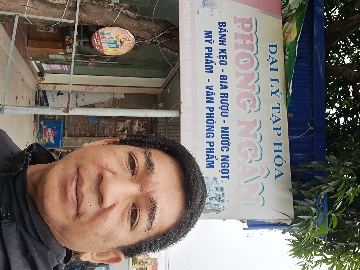 ĐẠI LÝ TẠP HÓA
PHONG NGÂN
BÁNH KẸO - BIA RƯỢU - NƯỚC NGỌT
MỸ PHẨM - VĂN PHÒNG PHẨM